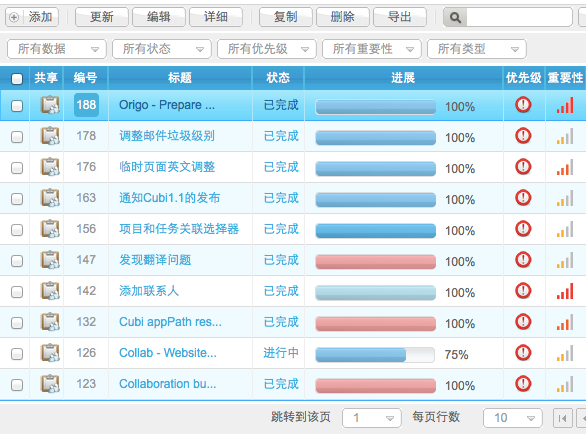 添加 更新 编辑 详细 复制 删除 导出
所有数据 所有状态 所有优先级 所有重要性 所有类型
共享 编号 标题 状态 进展 优先级 重要性
188 Origo - Prepare ... 已完成 100%
178 调整邮件垃圾级别 已完成 100%
176 临时页面英文调整 已完成 100%
163 通知Cubi1.1的发布 已完成 100%
156 项目和任务关联选择器 已完成 100%
147 发现翻译问题 已完成 100%
142 添加联系人 已完成 100%
132 Cubi appPath res... 已完成 100%
126 Collab - Website... 进行中 75%
123 Collaboration bu... 已完成 100%
跳转到该页 1 每页行数 10